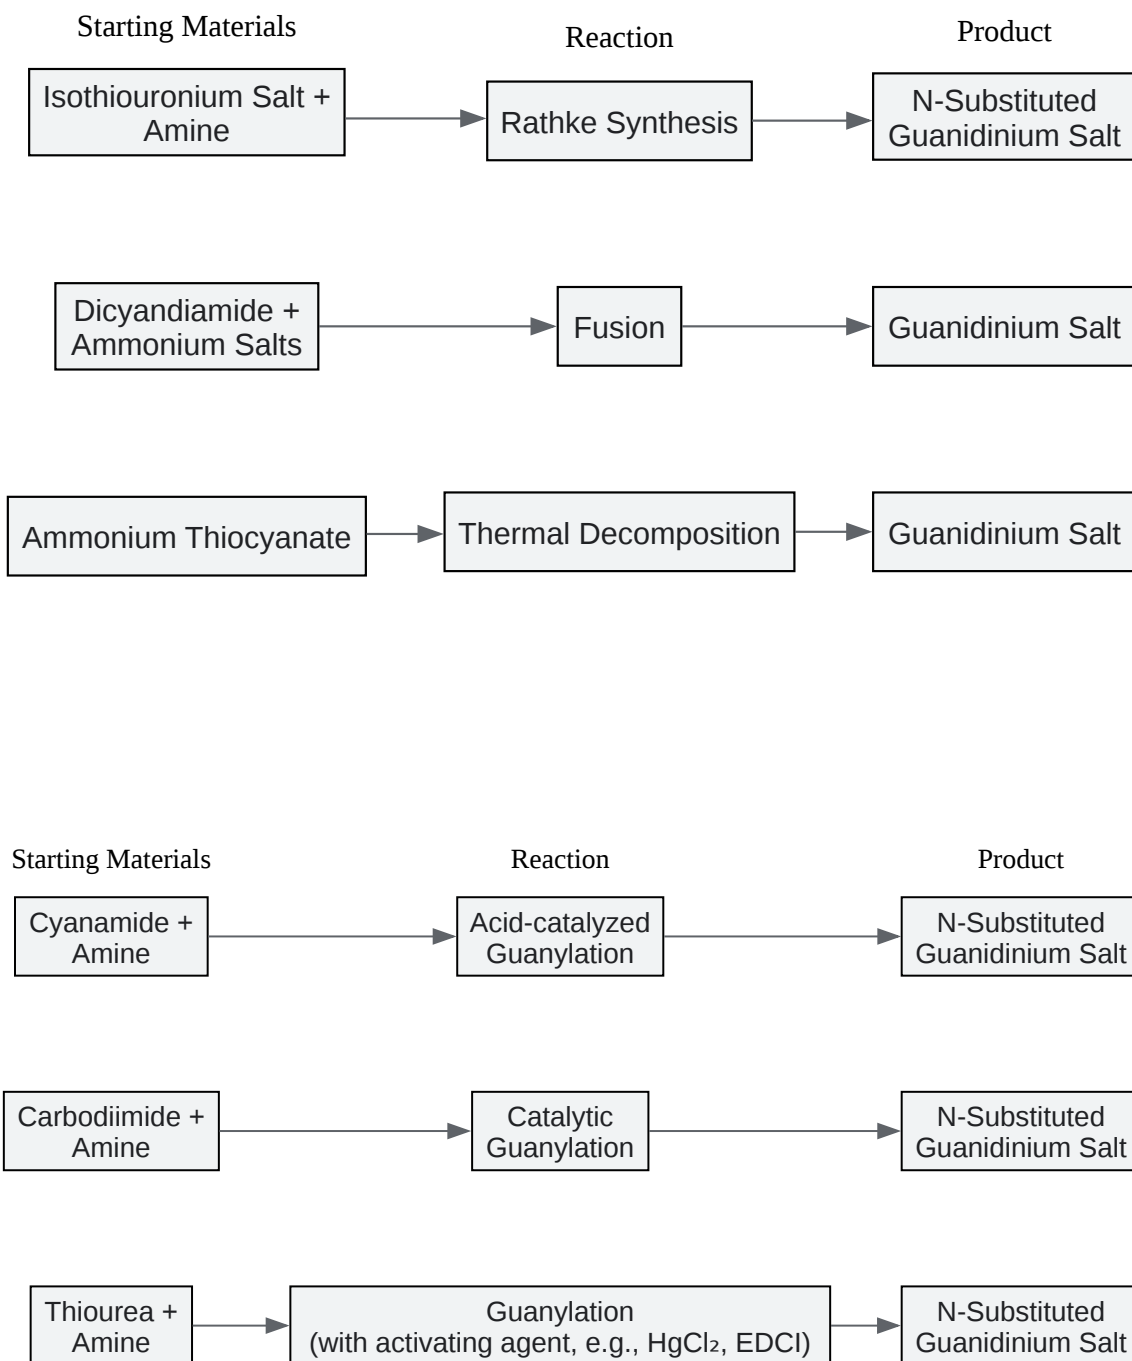 Starting Materials
Reaction
Product
Isothiouronium Salt +
Amine
Rathke Synthesis
N-Substituted
Guanidinium Salt
Dicyandiamide +
Ammonium Salts
Fusion
Guanidinium Salt
Ammonium Thiocyanate
Thermal Decomposition
Guanidinium Salt
Starting Materials
Reaction
Product
Cyanamide +
Amine
Acid-catalyzed
Guanylation
N-Substituted
Guanidinium Salt
Carbodiimide +
Amine
Catalytic
Guanylation
N-Substituted
Guanidinium Salt
Thiourea +
Amine
Guanylation
(with activating agent, e.g., HgCl₂, EDCI)
N-Substituted
Guanidinium Salt